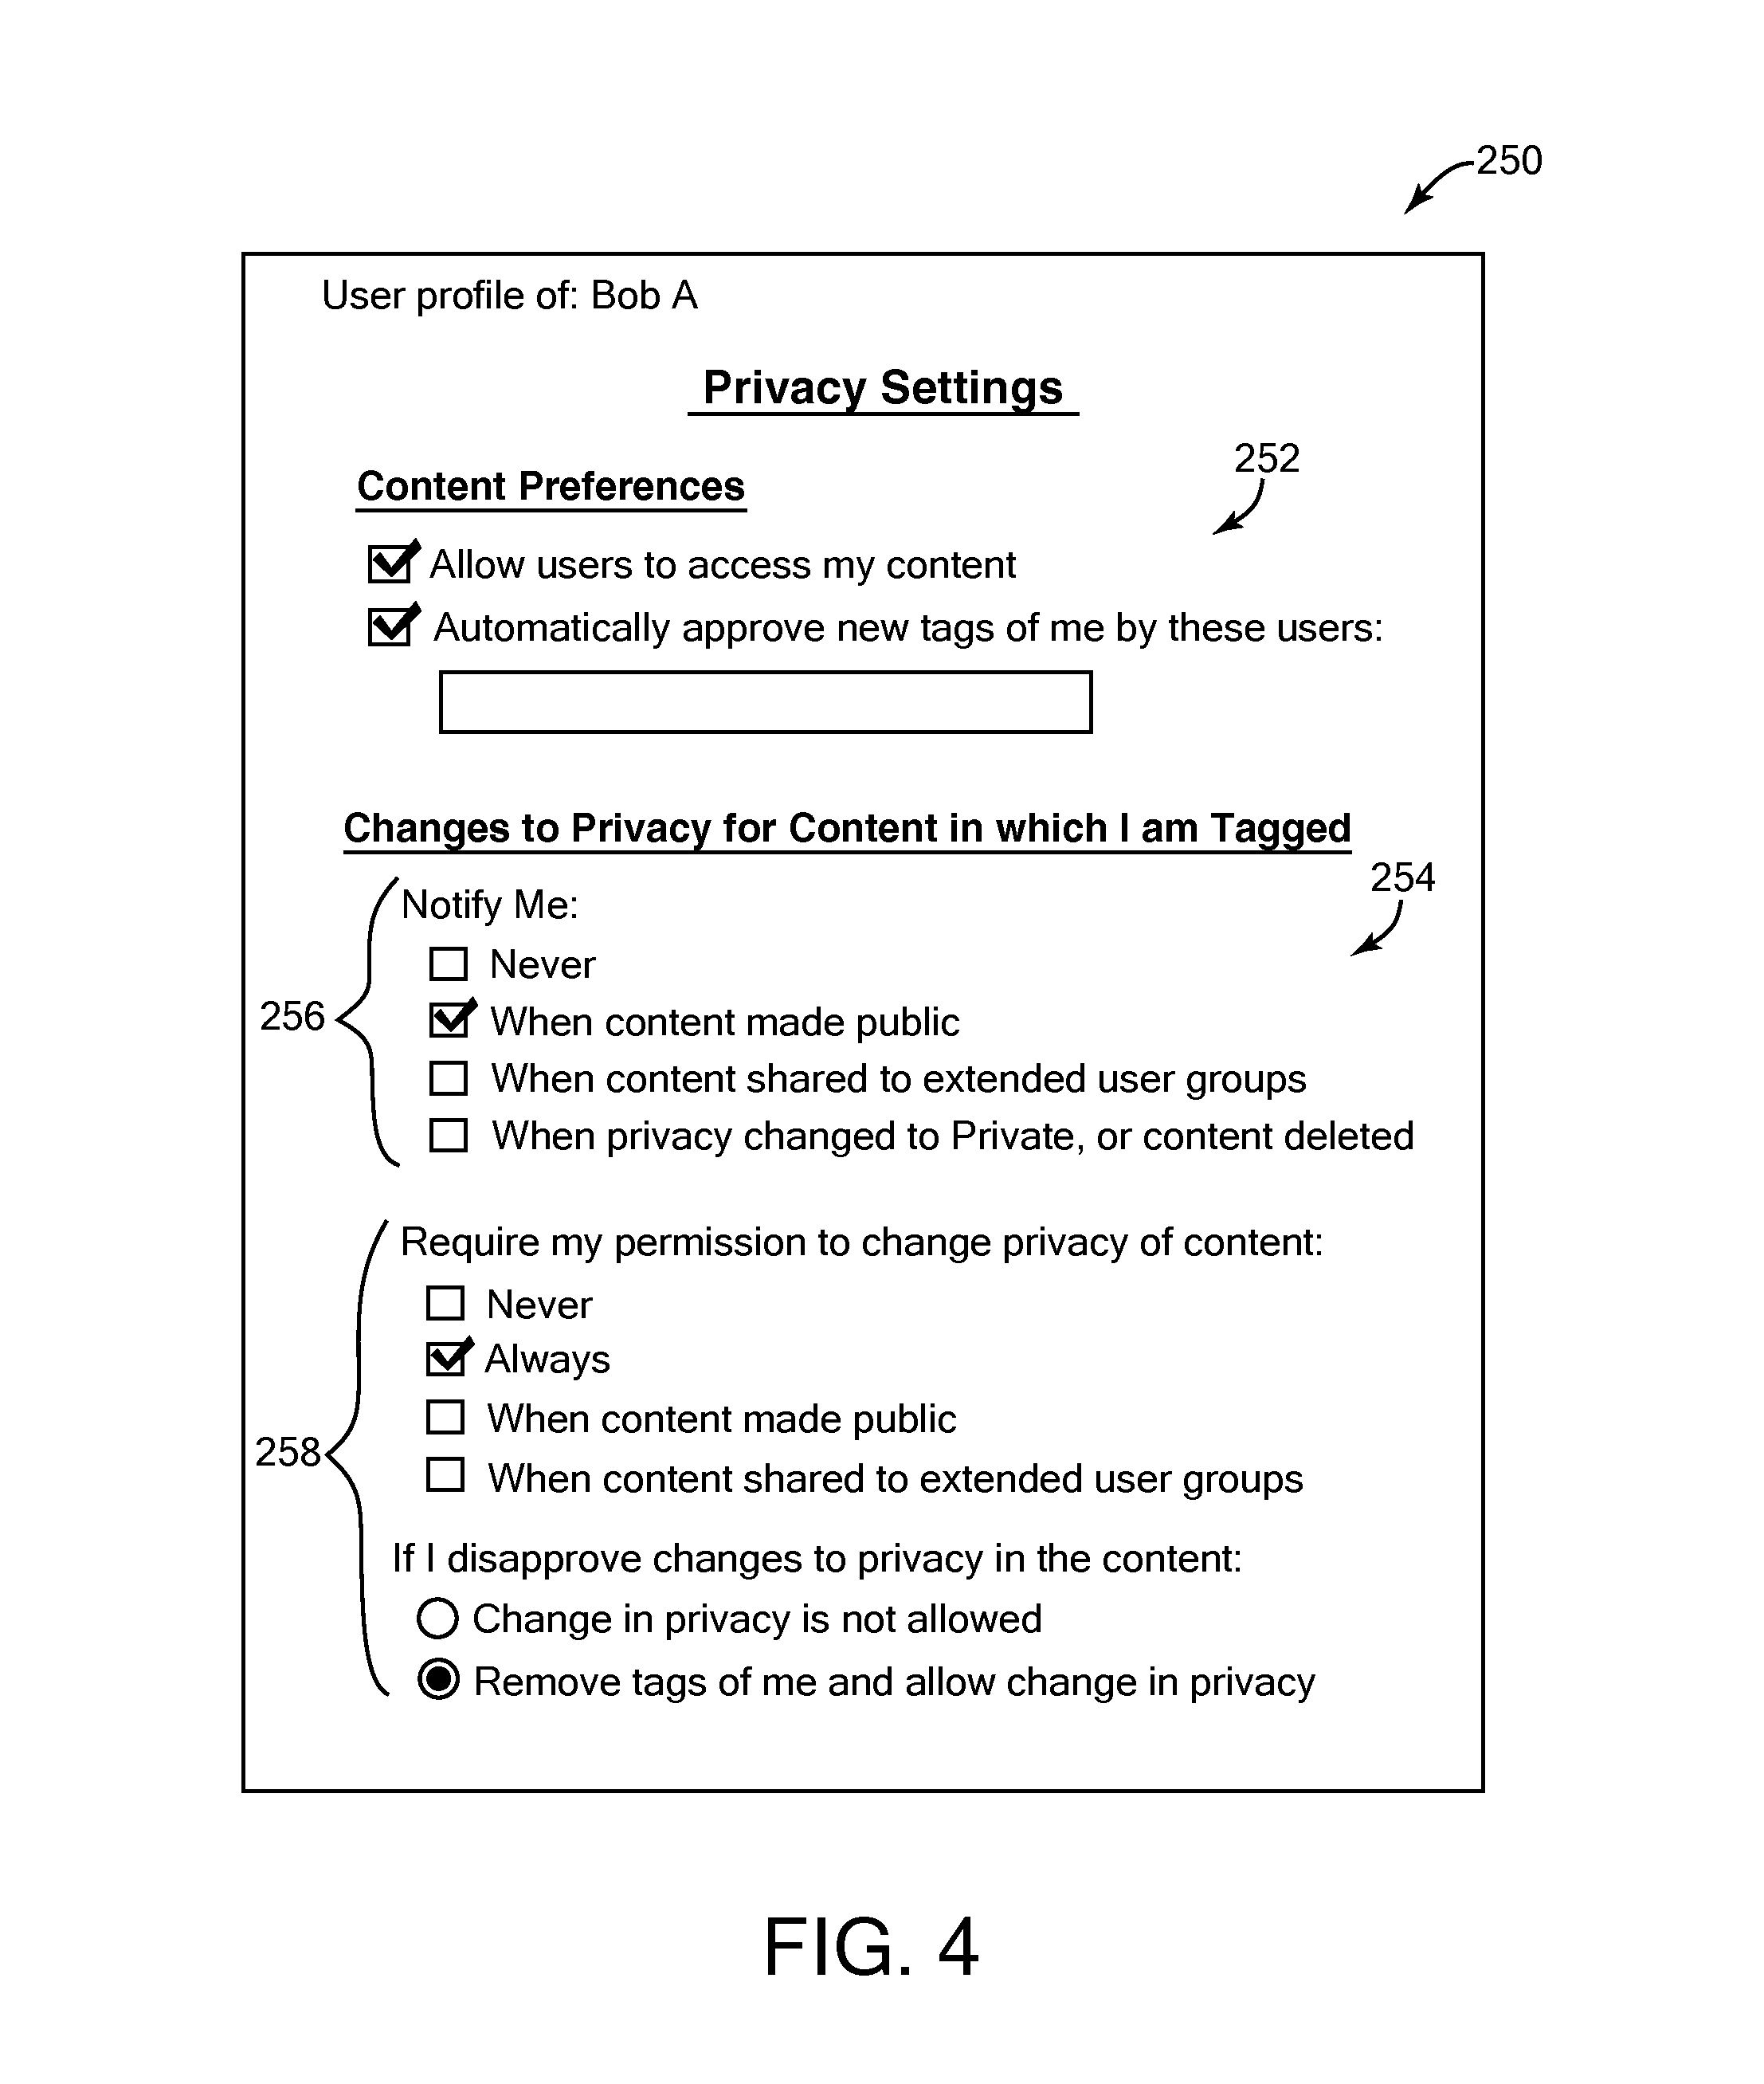 250
User profile of: Bob A
Privacy Settings
252
Content Preferences
Allow users to access my content
Automatically approve new tags of me by these users:
Changes to Privacy for Content in which I am Tagged
254
Notify Me:
Never
256
When content made public
When content shared to extended user groups
When privacy changed to Private, or content deleted
Require my permission to change privacy of content:
Never
Always
When content made public
258
When content shared to extended user groups
If I disapprove changes to privacy in the content:
Change in privacy is not allowed
Remove tags of me and allow change in privacy
FIG. 4